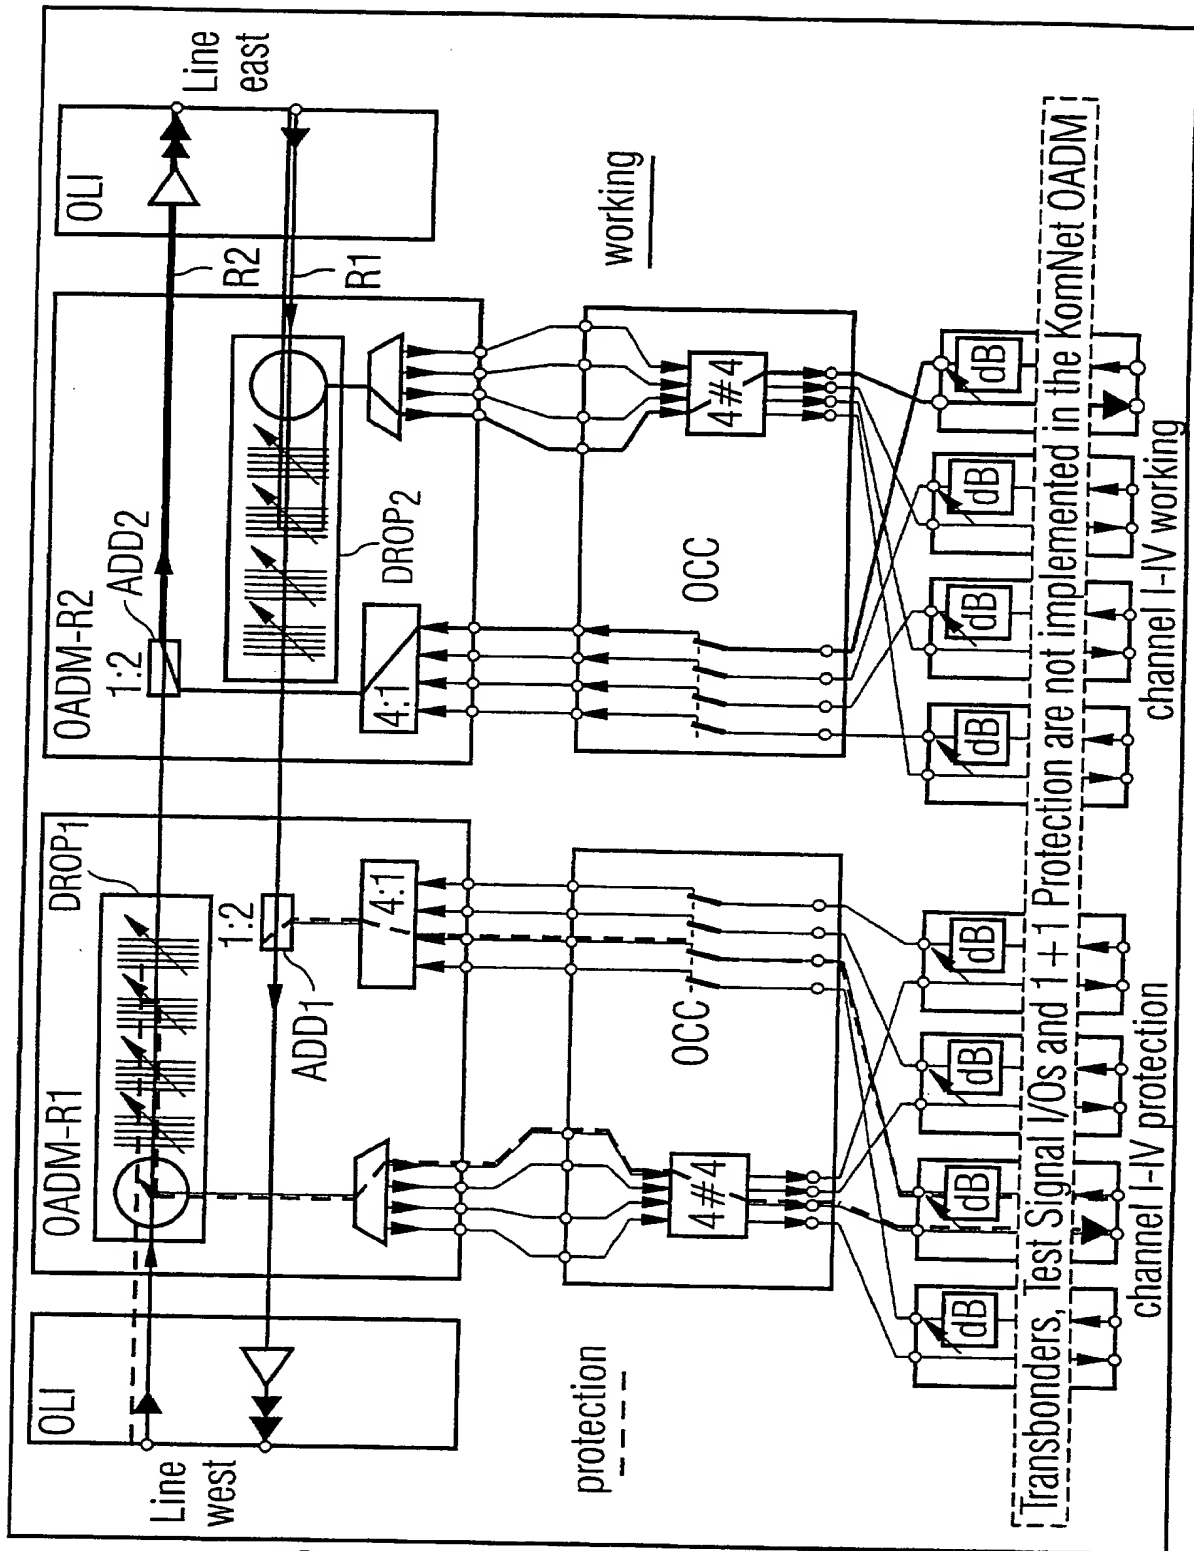 OLI
Line
west
OADM-R1
DROP1
1:2
ADD1
4:1
OADM-R2
1:2
ADD2
DROP2
4:1
R2
R1
OLI
Line
east
protection
4#4
OCC
OCC
4#4
working
dB
dB
dB
dB
dB
dB
dB
dB
Transbonders, Test Signal I/Os and 1+1 Protection are not implemented in the KomNet OADM
channel I-IV protection
channel I-IV working